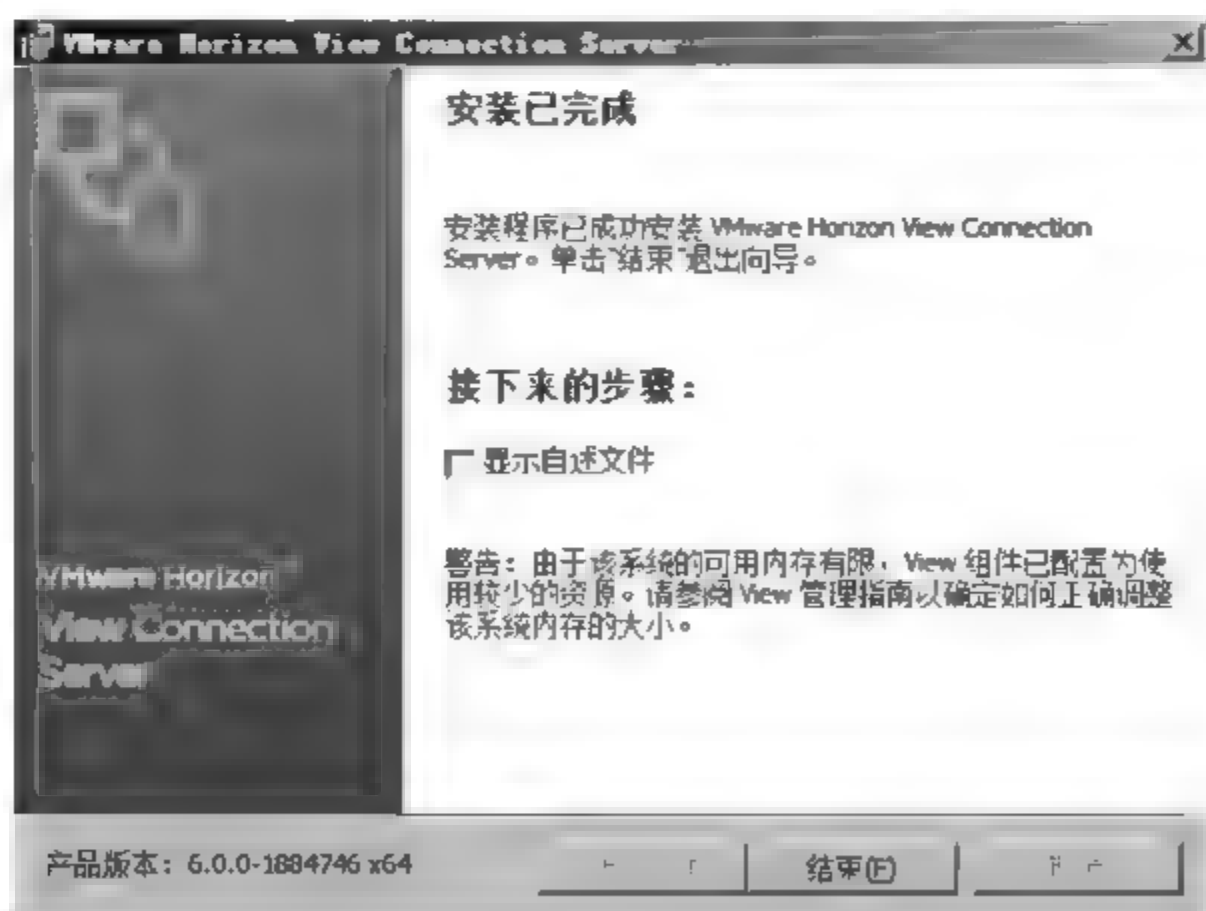 VMware Horizon View Connection Server
安装已完成
安装程序已成功安装 VMware Horizon View Connection
Server。单击“结束”退出向导。
接下来的步骤：
显示自述文件
警告：由于该系统的可用内存有限，View 组件已配置为使
用较少的资源。请参阅 View 管理指南以确定如何正确调整
该系统内存的大小。
VMware Horizon
View Connection
Server
产品版本：6.0.0-1884746 x64
结束(F)